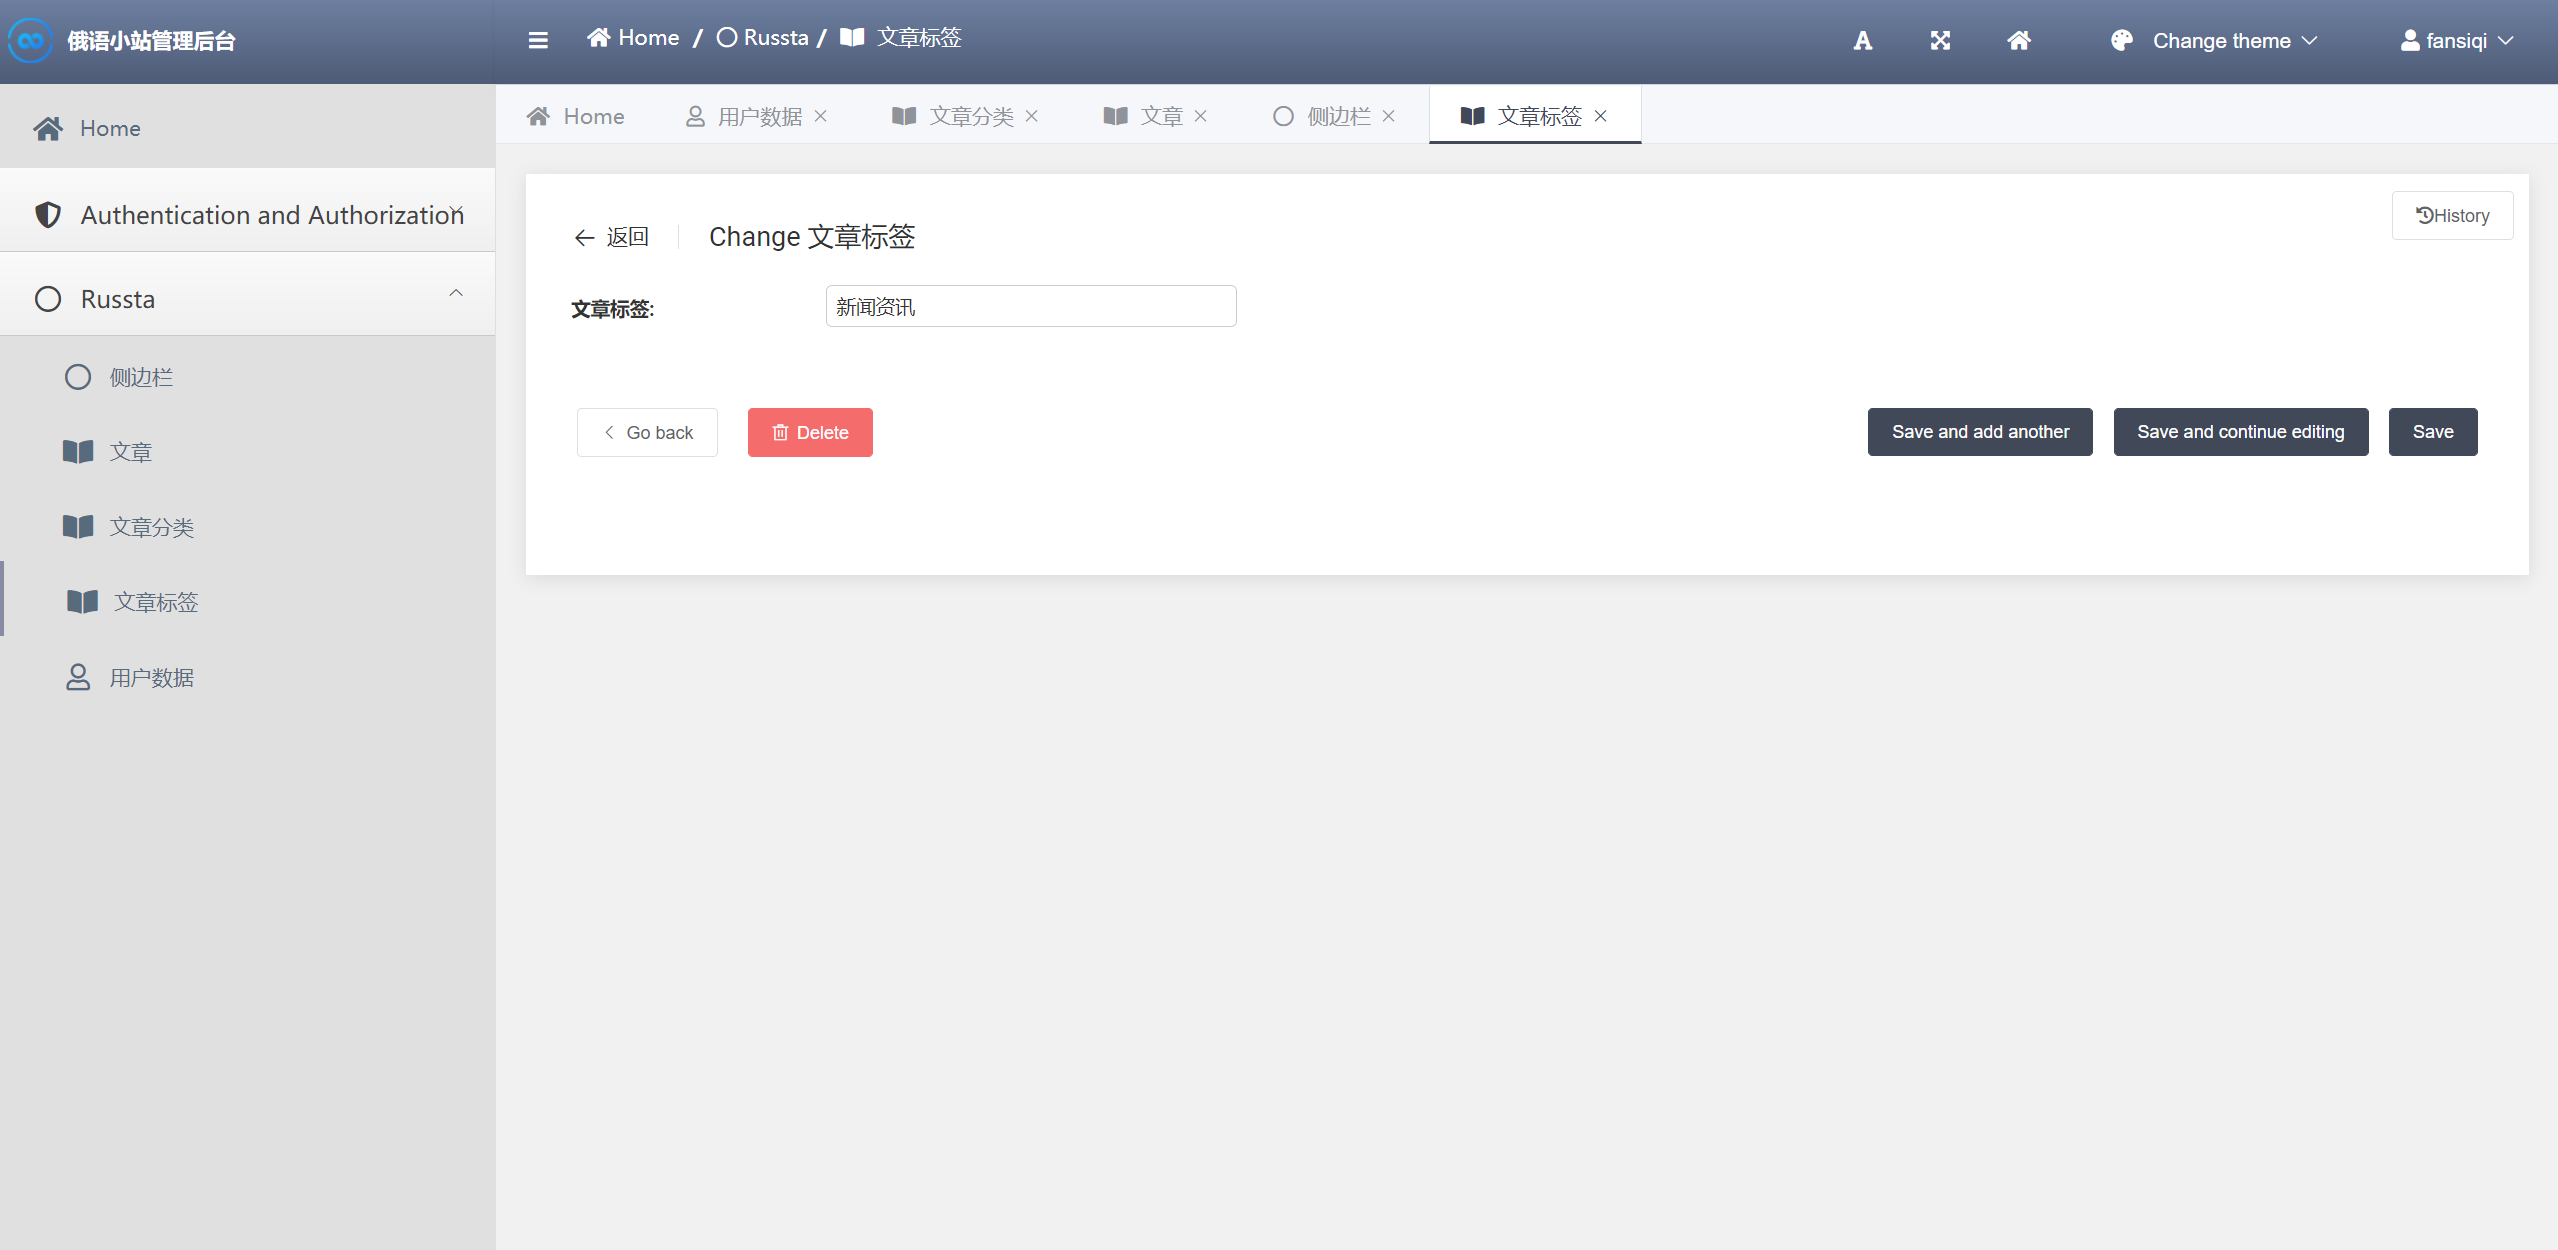 俄语小站管理后台
Home / Russta / 文章标签
Change theme
fansiqi
Home
Authentication and Authorization
Russta
侧边栏
文章
文章分类
文章标签
用户数据
Home 用户数据 文章分类 文章 侧边栏 文章标签
返回 Change 文章标签
History
文章标签: 新闻资讯
Go back Delete Save and add another Save and continue editing Save